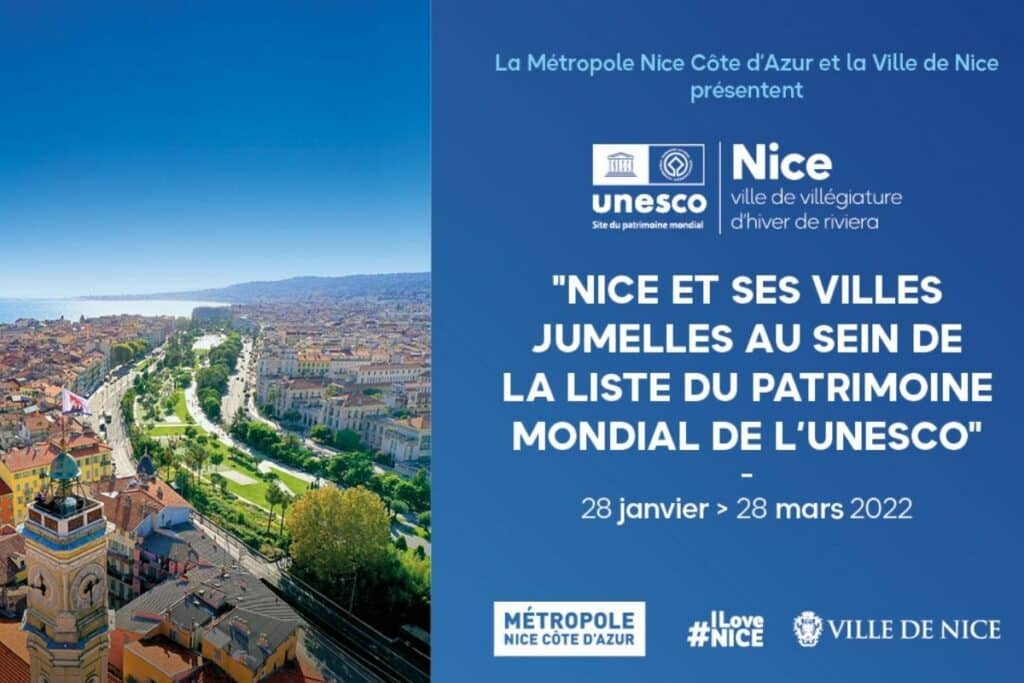 La Métropole Nice Côte d'Azur et la Ville de Nice
présentent
unesco
Site du patrimoine mondial
Nice
ville de villégiature
d'hiver de riviera
"NICE ET SES VILLES
JUMELLES AU SEIN DE
LA LISTE DU PATRIMOINE
MONDIAL DE L'UNESCO"
-
28 janvier > 28 mars 2022
MÉTROPOLE
NICE CÔTE D'AZUR
#ILove
NICE
VILLE DE NICE